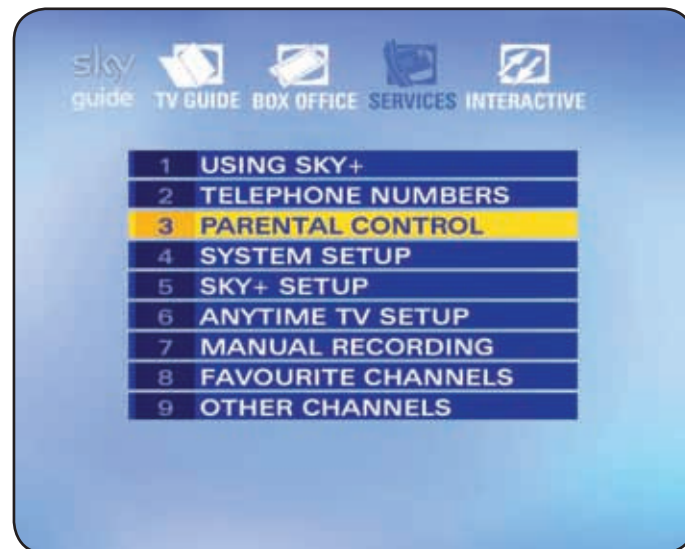 sky
guide TV GUIDE BOX OFFICE SERVICES INTERACTIVE
1 USING SKY+
2 TELEPHONE NUMBERS
3 PARENTAL CONTROL
4 SYSTEM SETUP
5 SKY+ SETUP
6 ANYTIME TV SETUP
7 MANUAL RECORDING
8 FAVOURITE CHANNELS
9 OTHER CHANNELS